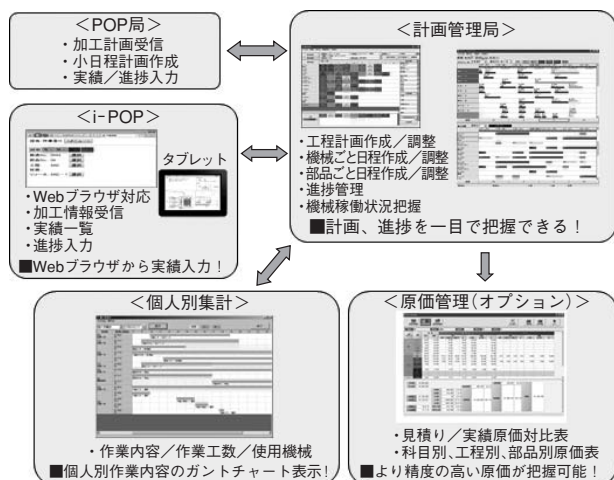 ＜POP局＞
・加工計画受信
・小日程計画作成
・実績／進捗入力
＜計画管理局＞
・工程計画作成／調整
・機械ごと日程作成／調整
・部品ごと日程作成／調整
・進捗管理
・機械稼働状況把握
■計画、進捗を一目で把握できる！
＜i-POP＞
タブレット
・Webブラウザ対応
・加工情報受信
・実績一覧
・進捗入力
■Webブラウザから実績入力！
＜個人別集計＞
・作業内容／作業工数／使用機械
■個人別作業内容のガントチャート表示！
＜原価管理（オプション）＞
・見積り／実績原価対比表
・科目別、工程別、部品別原価表
■より精度の高い原価が把握可能！